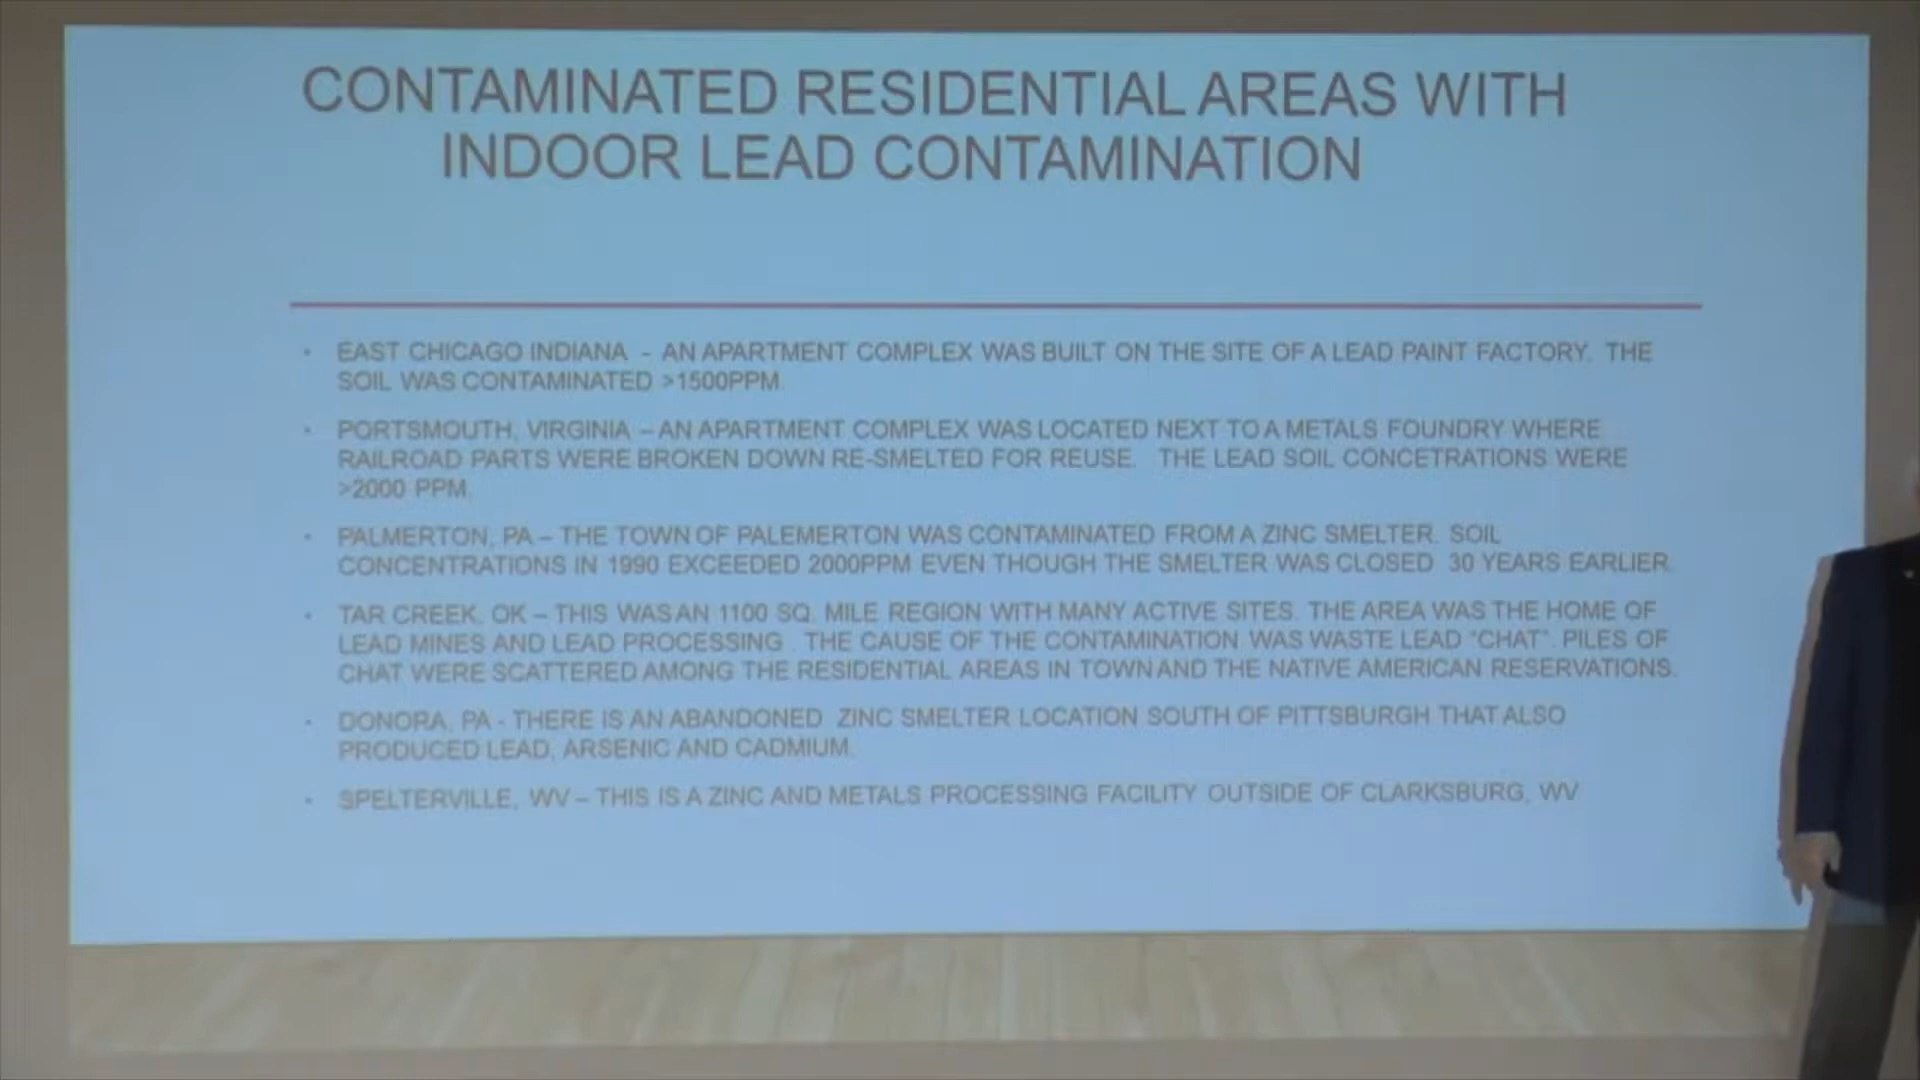 CONTAMINATED RESIDENTIAL AREAS WITH
INDOOR LEAD CONTAMINATION
• EAST CHICAGO INDIANA - AN APARTMENT COMPLEX WAS BUILT ON THE SITE OF A LEAD PAINT FACTORY. THE
SOIL WAS CONTAMINATED >1500PPM.
• PORTSMOUTH, VIRGINIA – AN APARTMENT COMPLEX WAS LOCATED NEXT TO A METALS FOUNDRY WHERE
RAILROAD PARTS WERE BROKEN DOWN RE-SMELTED FOR REUSE. THE LEAD SOIL CONCETRATIONS WERE
>2000 PPM.
• PALMERTON, PA – THE TOWN OF PALEMERTON WAS CONTAMINATED FROM A ZINC SMELTER. SOIL
CONCENTRATIONS IN 1990 EXCEEDED 2000PPM EVEN THOUGH THE SMELTER WAS CLOSED 30 YEARS EARLIER.
• TAR CREEK, OK – THIS WAS AN 1100 SQ. MILE REGION WITH MANY ACTIVE SITES. THE AREA WAS THE HOME OF
LEAD MINES AND LEAD PROCESSING. THE CAUSE OF THE CONTAMINATION WAS WASTE LEAD "CHAT". PILES OF
CHAT WERE SCATTERED AMONG THE RESIDENTIAL AREAS IN TOWN AND THE NATIVE AMERICAN RESERVATIONS.
• DONORA, PA - THERE IS AN ABANDONED ZINC SMELTER LOCATION SOUTH OF PITTSBURGH THAT ALSO
PRODUCED LEAD, ARSENIC AND CADMIUM.
• SPELTERVILLE, WV – THIS IS A ZINC AND METALS PROCESSING FACILITY OUTSIDE OF CLARKSBURG, WV